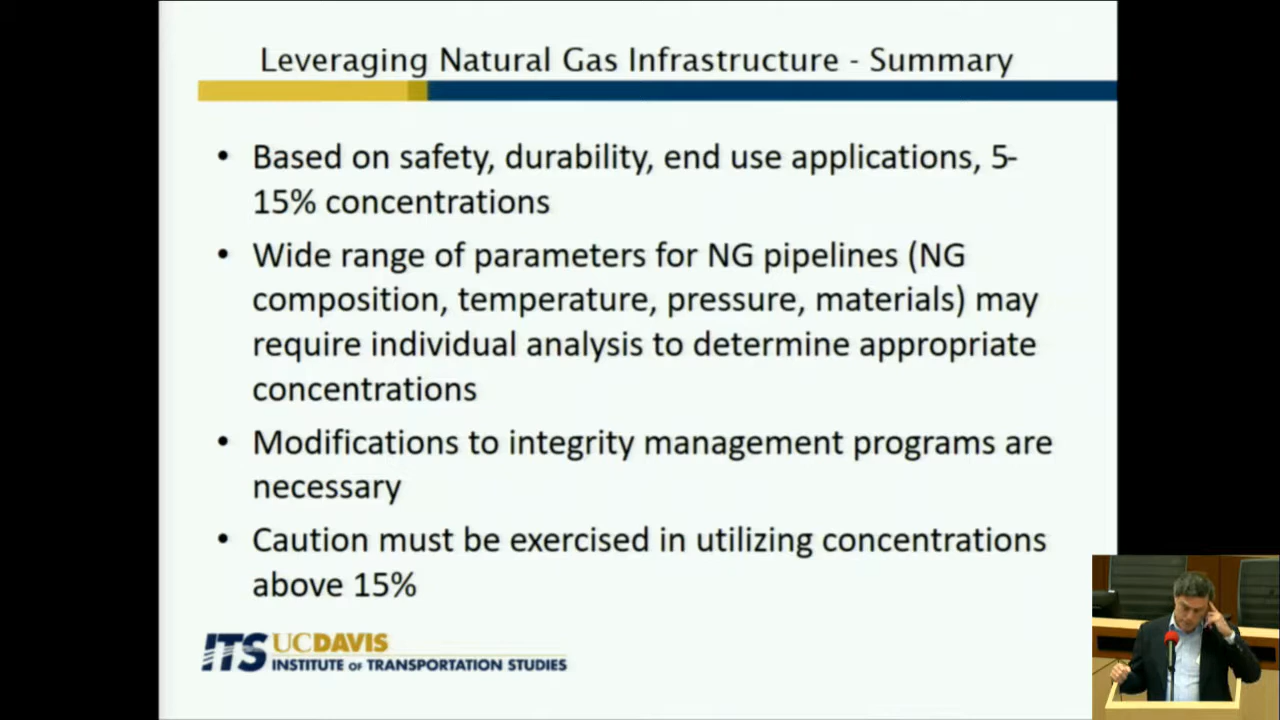 Leveraging Natural Gas Infrastructure - Summary
• Based on safety, durability, end use applications, 5-
15% concentrations
• Wide range of parameters for NG pipelines (NG
composition, temperature, pressure, materials) may
require individual analysis to determine appropriate
concentrations
• Modifications to integrity management programs are
necessary
• Caution must be exercised in utilizing concentrations
above 15%
ITS UCDAVIS
INSTITUTE OF TRANSPORTATION STUDIES